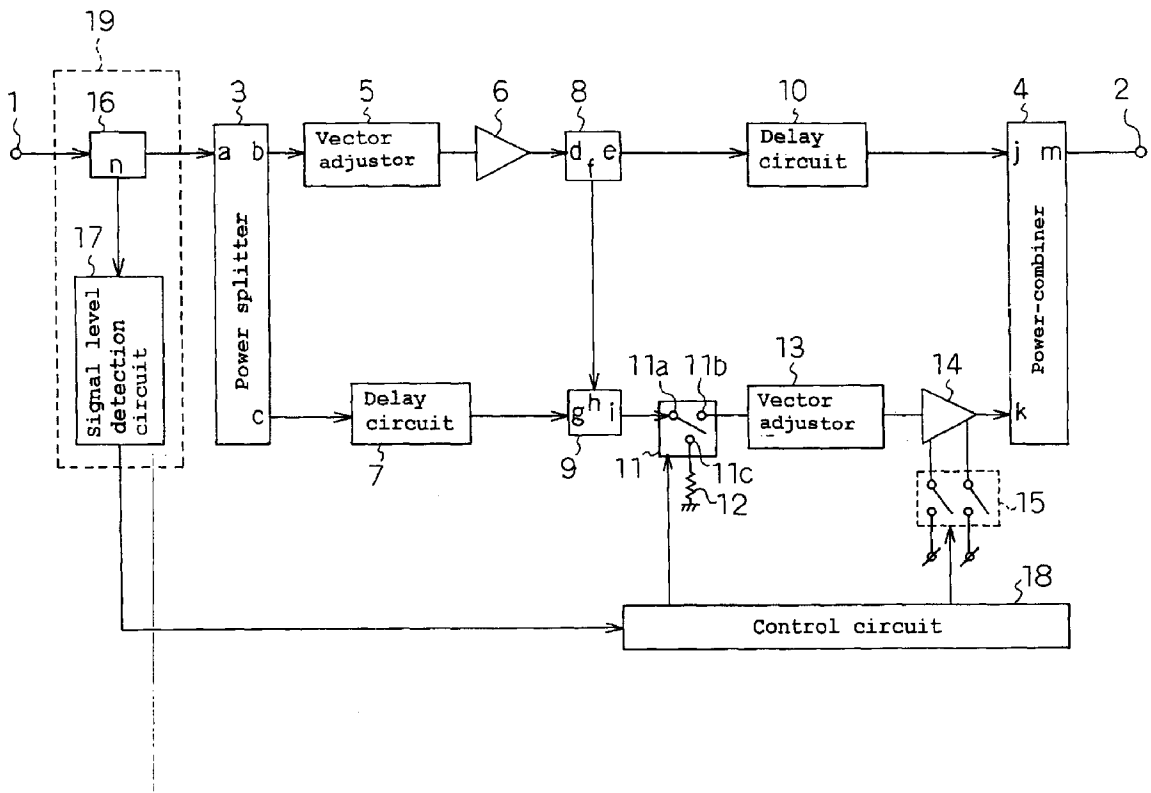 19
1
16
3
5
6
8
10
4
2
n
a b
Vector
adjustor
d f e
Delay
circuit
j m
17
Signal level
detection
circuit
Power splitter
Power-combiner
c
Delay
circuit
7
g h i
9
11a
11b
11
11c
12
13
Vector
adjustor
14
k
15
18
Control circuit